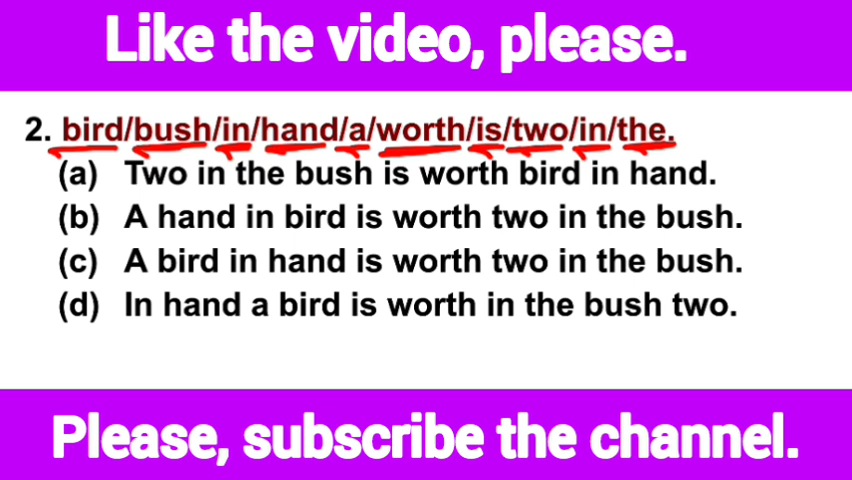 Like the video, please.
2. bird/bush/in/hand/a/worth/is/two/in/the.
(a) Two in the bush is worth bird in hand.
(b) A hand in bird is worth two in the bush.
(c) A bird in hand is worth two in the bush.
(d) In hand a bird is worth in the bush two.
Please, subscribe the channel.